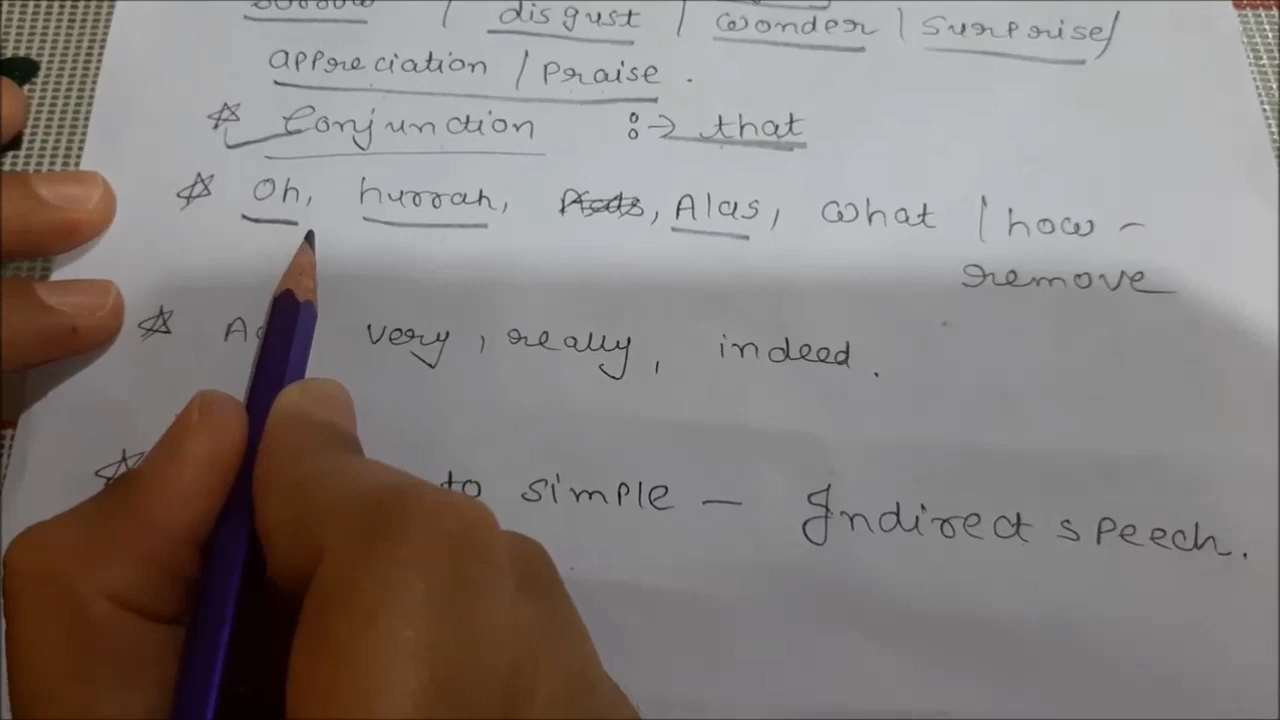 / disgust / wonder / Surprise/
appreciation / Praise .
☆ Conjunction :-> that
☆ Oh, hurrah, , Alas, what / how -
remove
☆ very, really, indeed.
☆ to simple - Indirect speech.